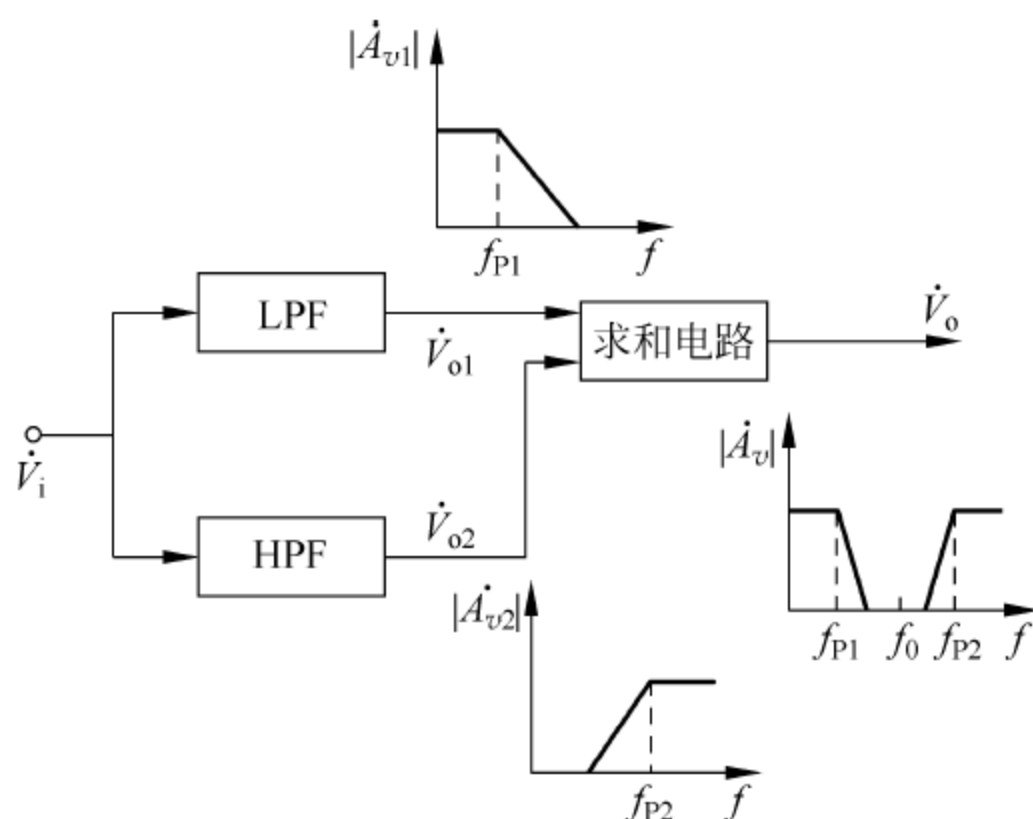 |Ȧv1|
fP1 f
LPF
V̇o1
求和电路
V̇o
V̇i
|Ȧv|
fP1 f0 fP2 f
HPF
V̇o2
|Ȧv2|
fP2 f